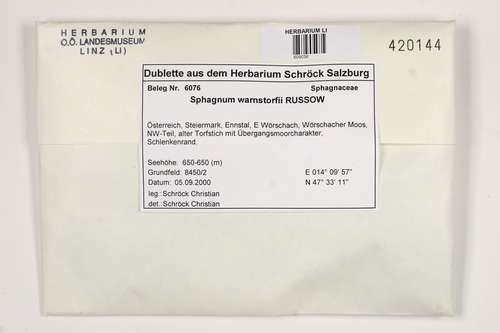 HERBARIUM
O.Ö. LANDESMUSEUM
LINZ (LI)
HERBARIUM LI
420144
Dublette aus dem Herbarium Schröck Salzburg
Beleg Nr. 6076 Sphagnaceae
Sphagnum warnstorfii RUSSOW
Österreich, Steiermark, Ennstal, E Wörschach, Wörschacher Moos,
NW-Teil, alter Torfstich mit Übergangsmoorcharakter,
Schlenkenrand.
Seehöhe: 650-650 (m)
Grundfeld: 8450/2 E 014° 09' 57"
Datum: 05.09.2000 N 47° 33' 11"
leg.:Schröck Christian
det.:Schröck Christian